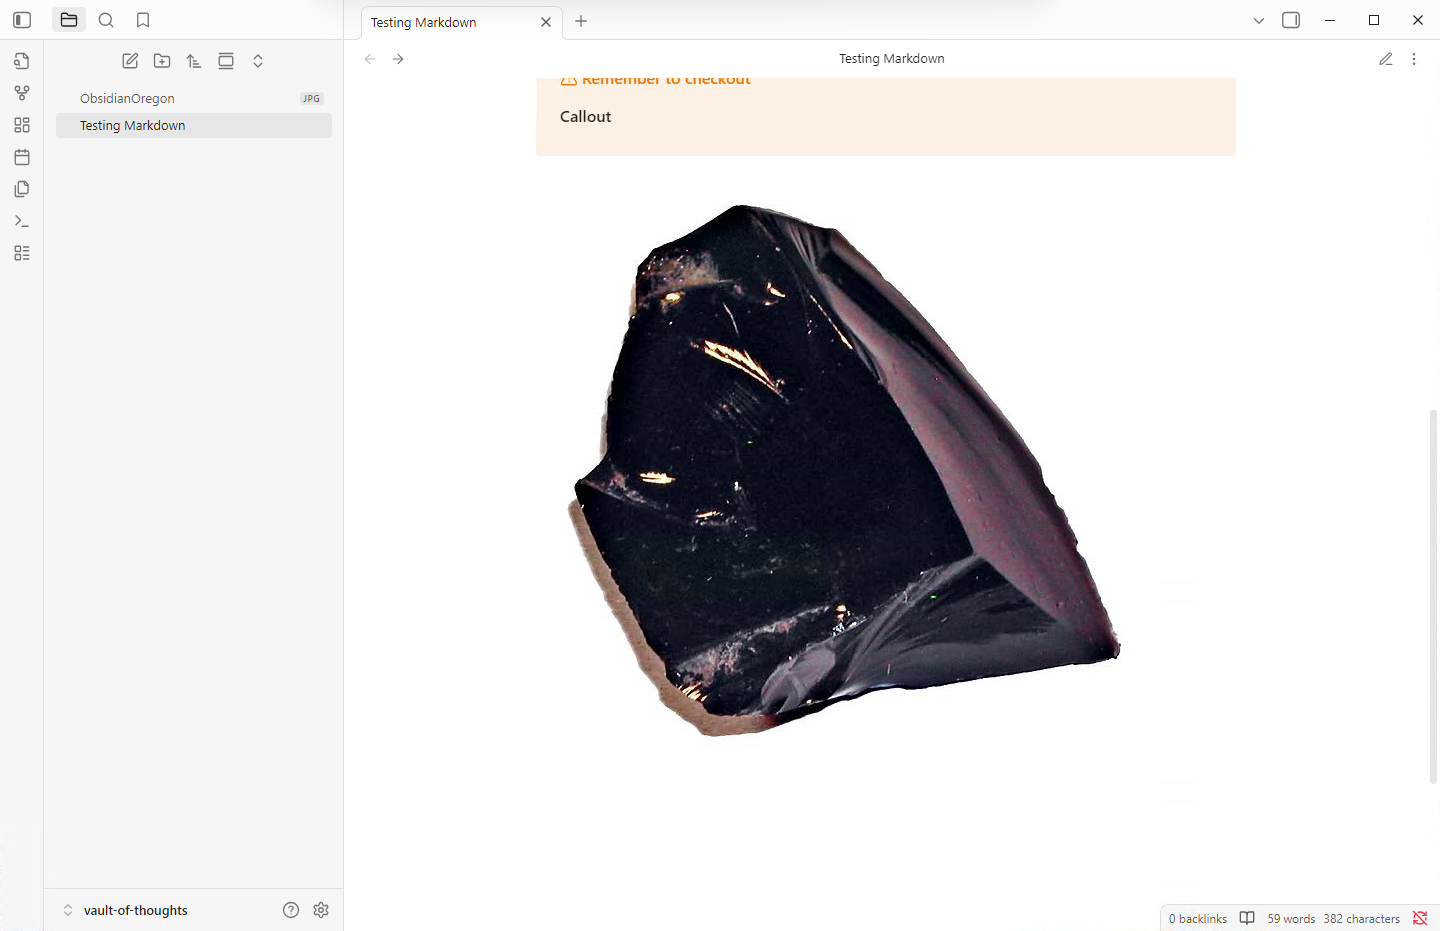 Testing Markdown
Testing Markdown
ObsidianOregon JPG
Testing Markdown
Remember to checkout
Callout
vault-of-thoughts
0 backlinks 59 words 382 characters